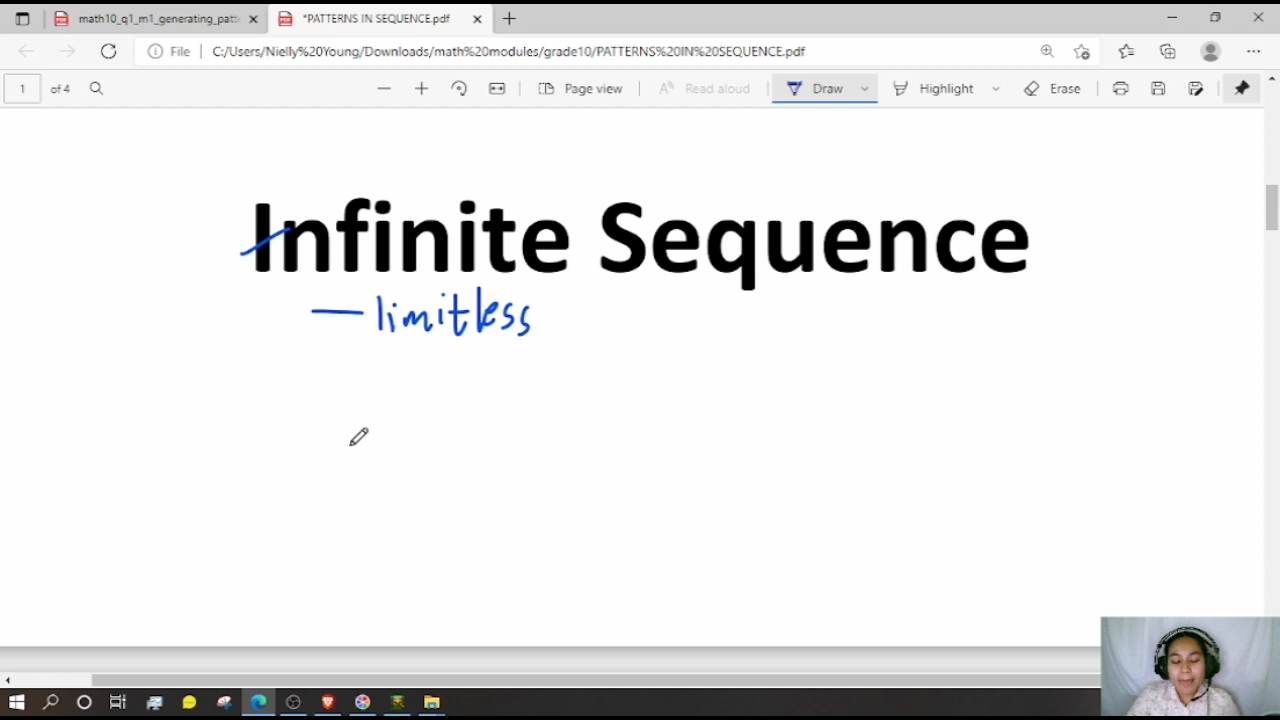 math10_q1_m1_generating_patt
*PATTERNS IN SEQUENCE.pdf
File
C:/Users/Nielly%20Young/Downloads/math%20modules/grade10/PATTERNS%20IN%20SEQUENCE.pdf
1 of 4
Page view
Read aloud
Draw
Highlight
Erase
Infinite Sequence
— limitless